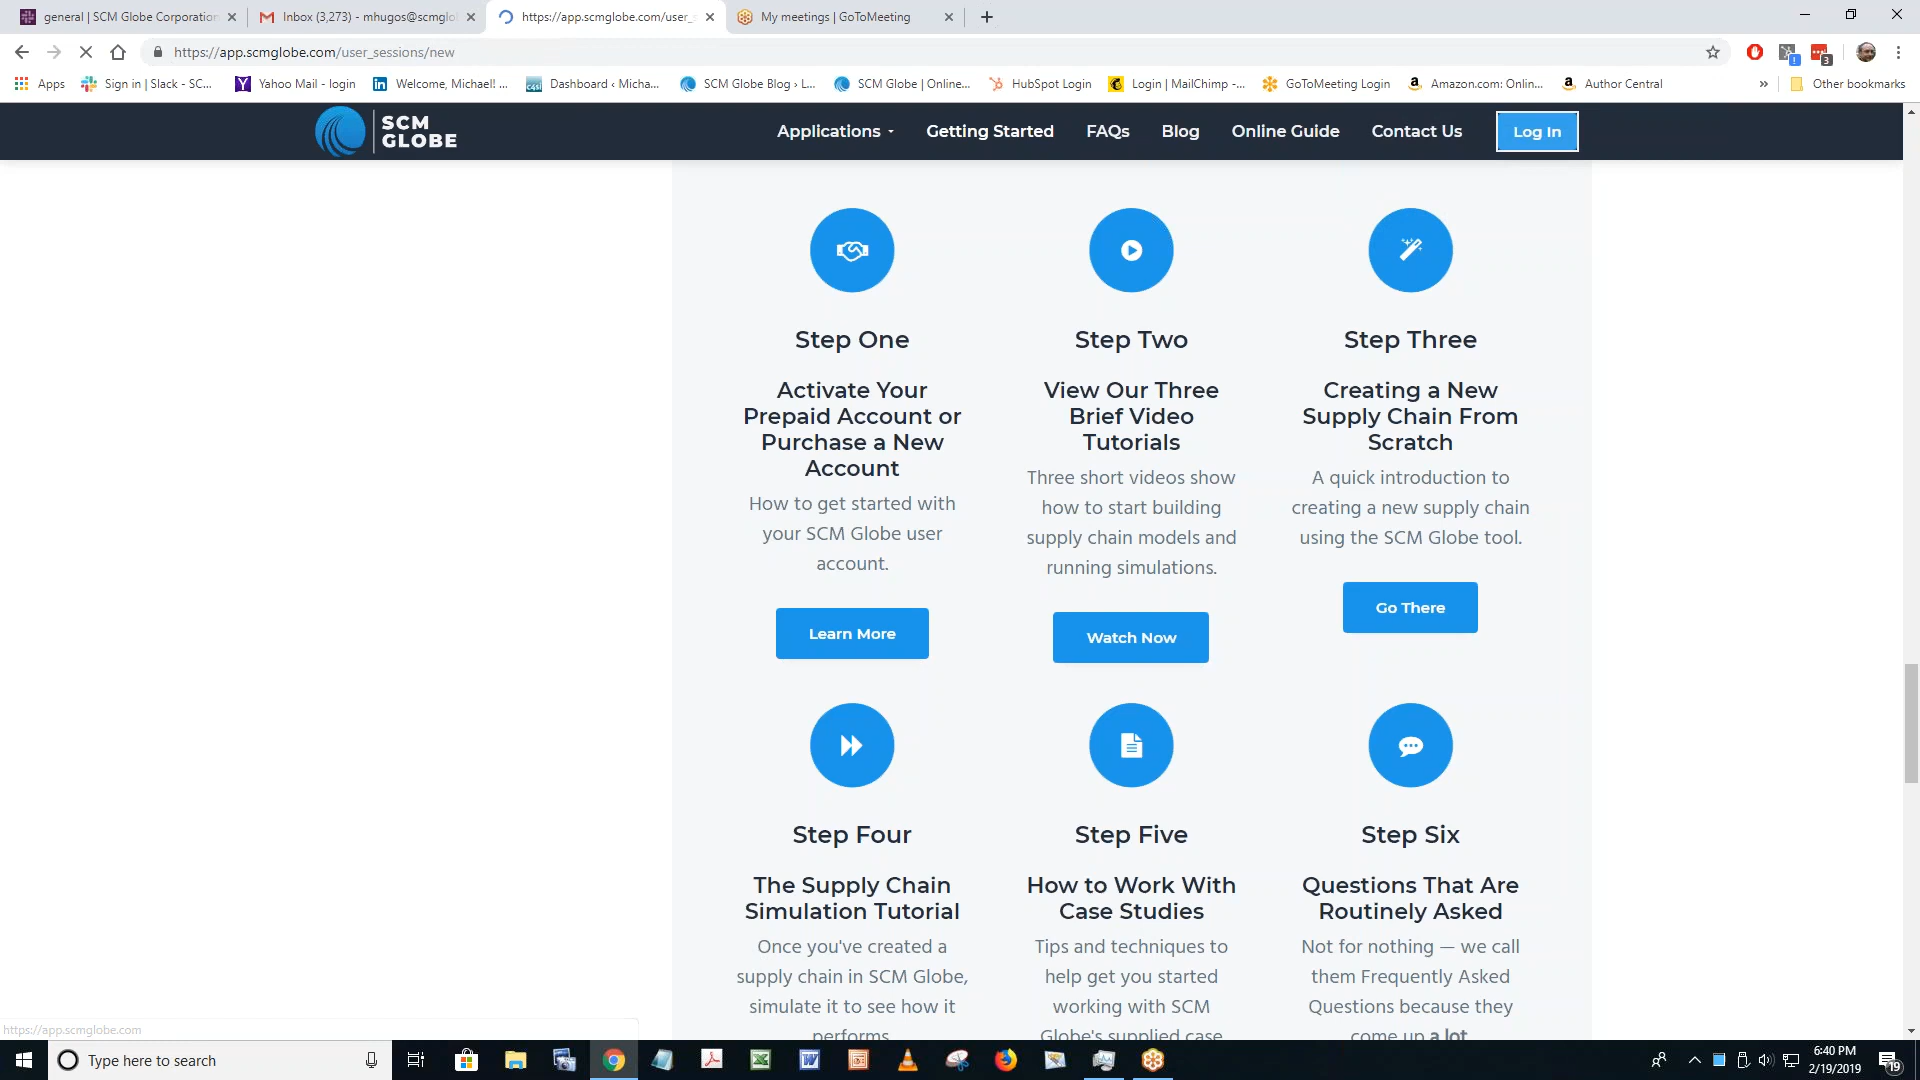 general | SCM Globe Corporation
Inbox (3,273) - mhugos@scmglo
https://app.scmglobe.com/user_s
My meetings | GoToMeeting
https://app.scmglobe.com/user_sessions/new
Apps
Sign in | Slack - SC...
Yahoo Mail - login
Welcome, Michael! ...
Dashboard ‹ Micha...
SCM Globe Blog › L...
SCM Globe | Online...
HubSpot Login
Login | MailChimp -...
GoToMeeting Login
Amazon.com: Onlin...
Author Central
»
Other bookmarks
SCM
GLOBE
Applications
Getting Started
FAQs
Blog
Online Guide
Contact Us
Log In
Step One
Activate Your
Prepaid Account or
Purchase a New
Account
How to get started with
your SCM Globe user
account.
Learn More
Step Two
View Our Three
Brief Video
Tutorials
Three short videos show
how to start building
supply chain models and
running simulations.
Watch Now
Step Three
Creating a New
Supply Chain From
Scratch
A quick introduction to
creating a new supply chain
using the SCM Globe tool.
Go There
Step Four
The Supply Chain
Simulation Tutorial
Once you've created a
supply chain in SCM Globe,
simulate it to see how it
performs
Step Five
How to Work With
Case Studies
Tips and techniques to
help get you started
working with SCM
Globe's supplied case
Step Six
Questions That Are
Routinely Asked
Not for nothing — we call
them Frequently Asked
Questions because they
come up a lot
https://app.scmglobe.com
Type here to search
6:40 PM
2/19/2019
19